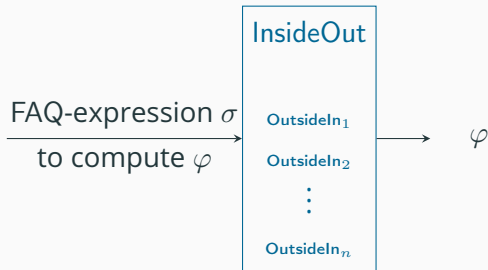 InsideOut
FAQ-expression σ
to compute φ
OutsideIn₁
OutsideIn₂
⋮
OutsideInₙ
φ